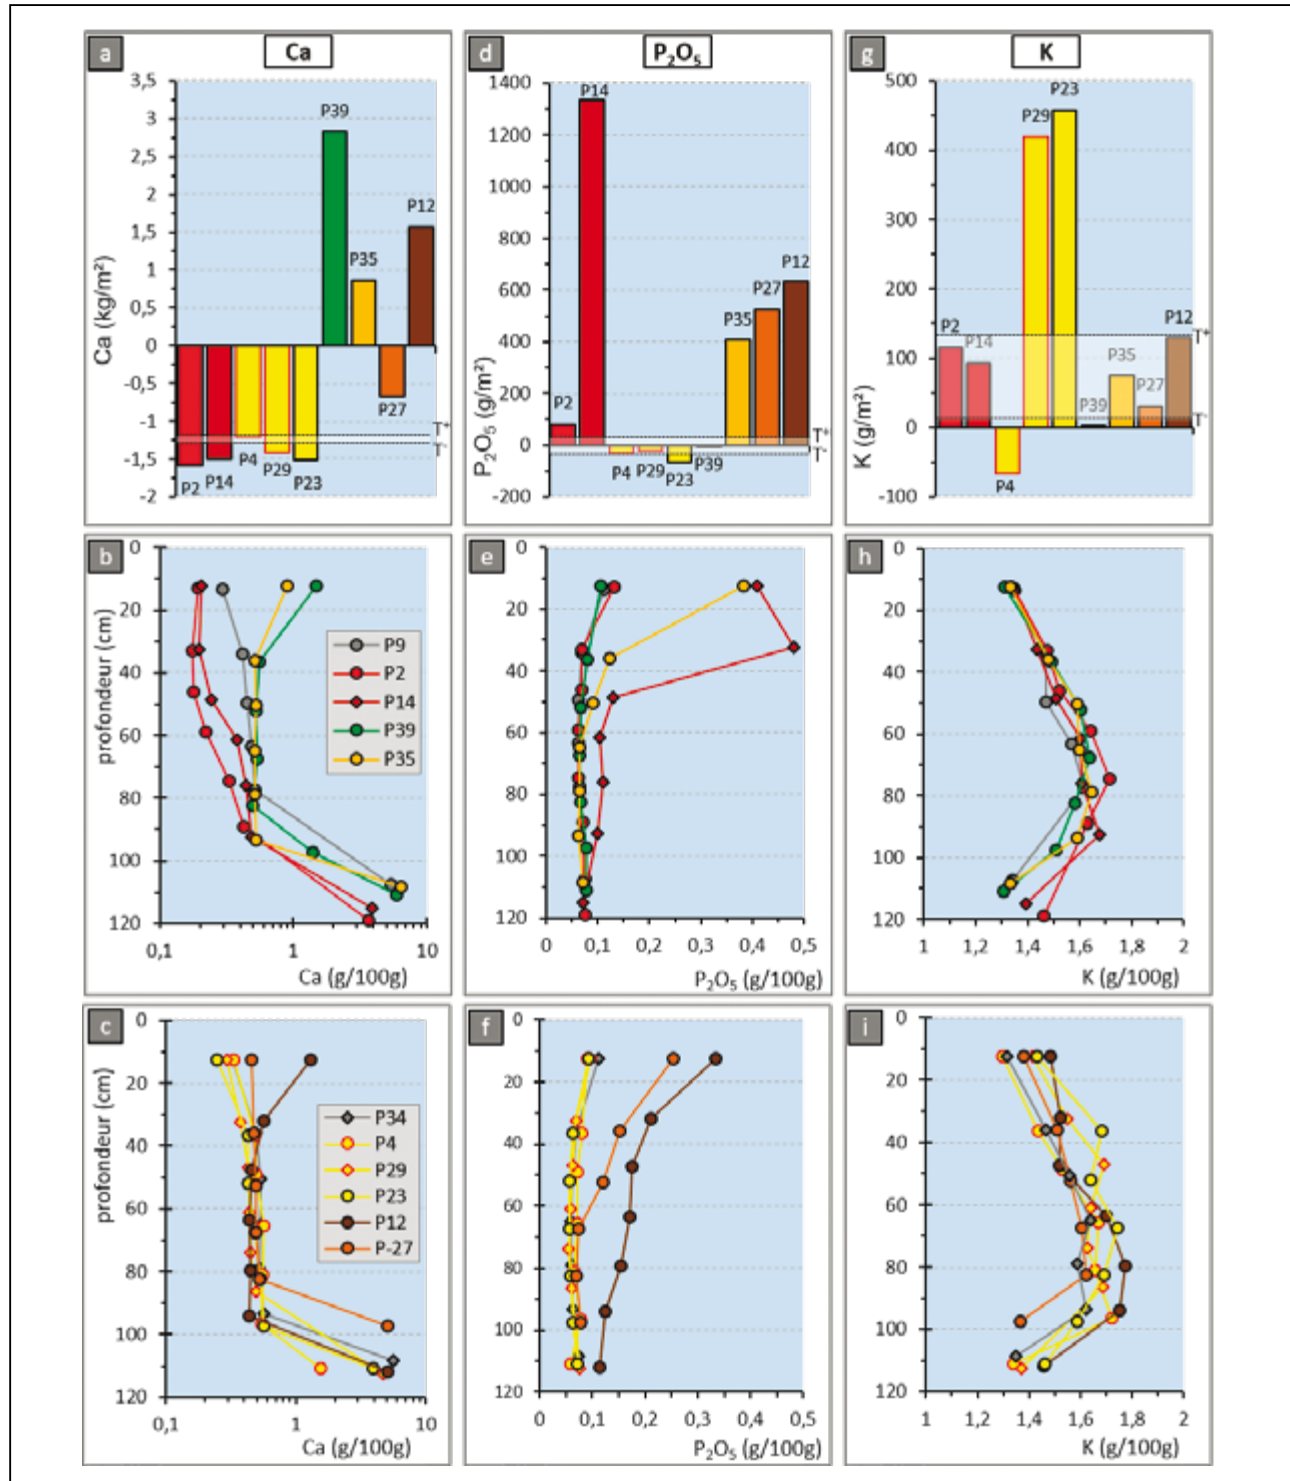 a
Ca
3,5
3
2,5
2
1,5
1
0,5
0
-0,5
-1
-1,5
-2
Ca (kg/m²)
P2
P14
P4
P29
P23
P39
P35
P27
P12
T⁺
T⁻
d
P₂O₅
1400
1200
1000
800
600
400
200
0
-200
P₂O₅ (g/m²)
P2
P14
P4
P29
P23
P39
P35
P27
P12
T⁺
T⁻
g
K
500
400
300
200
100
0
-100
K (g/m²)
P2
P14
P4
P29
P23
P39
P35
P27
P12
T⁺
T⁻
b
0
20
40
60
80
100
120
profondeur (cm)
P9
P2
P14
P39
P35
0,1
1
10
Ca (g/100g)
e
0
20
40
60
80
100
120
0
0,1
0,2
0,3
0,4
0,5
P₂O₅ (g/100g)
h
0
20
40
60
80
100
120
1
1,2
1,4
1,6
1,8
2
K (g/100g)
c
0
20
40
60
80
100
120
profondeur (cm)
P34
P4
P29
P23
P12
P-27
0,1
1
10
Ca (g/100g)
f
0
20
40
60
80
100
120
0
0,1
0,2
0,3
0,4
0,5
P₂O₅ (g/100g)
i
0
20
40
60
80
100
120
1
1,2
1,4
1,6
1,8
2
K (g/100g)